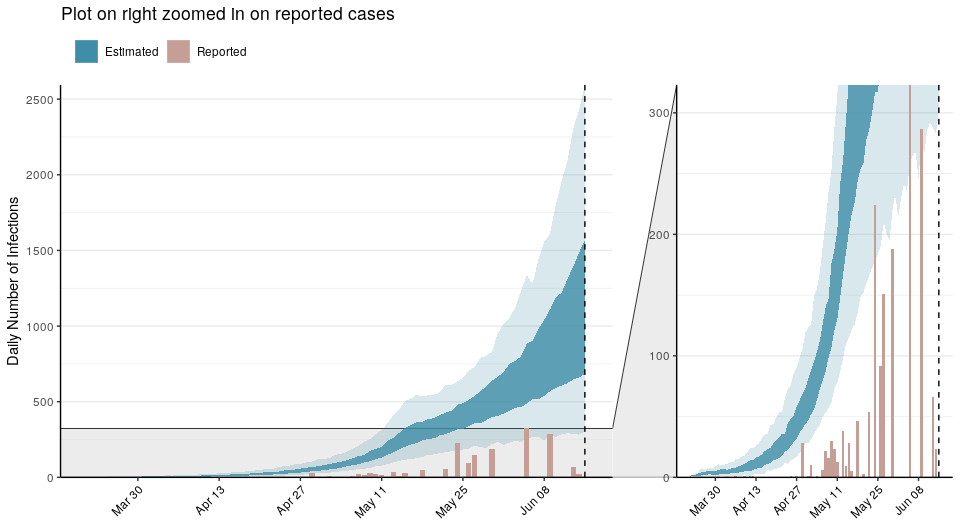 Plot on right zoomed in on reported cases
Estimated Reported
Daily Number of Infections
2500
2000
1500
1000
500
0
Mar 30 Apr 13 Apr 27 May 11 May 25 Jun 08
300
200
100
0
Mar 30 Apr 13 Apr 27 May 11 May 25 Jun 08